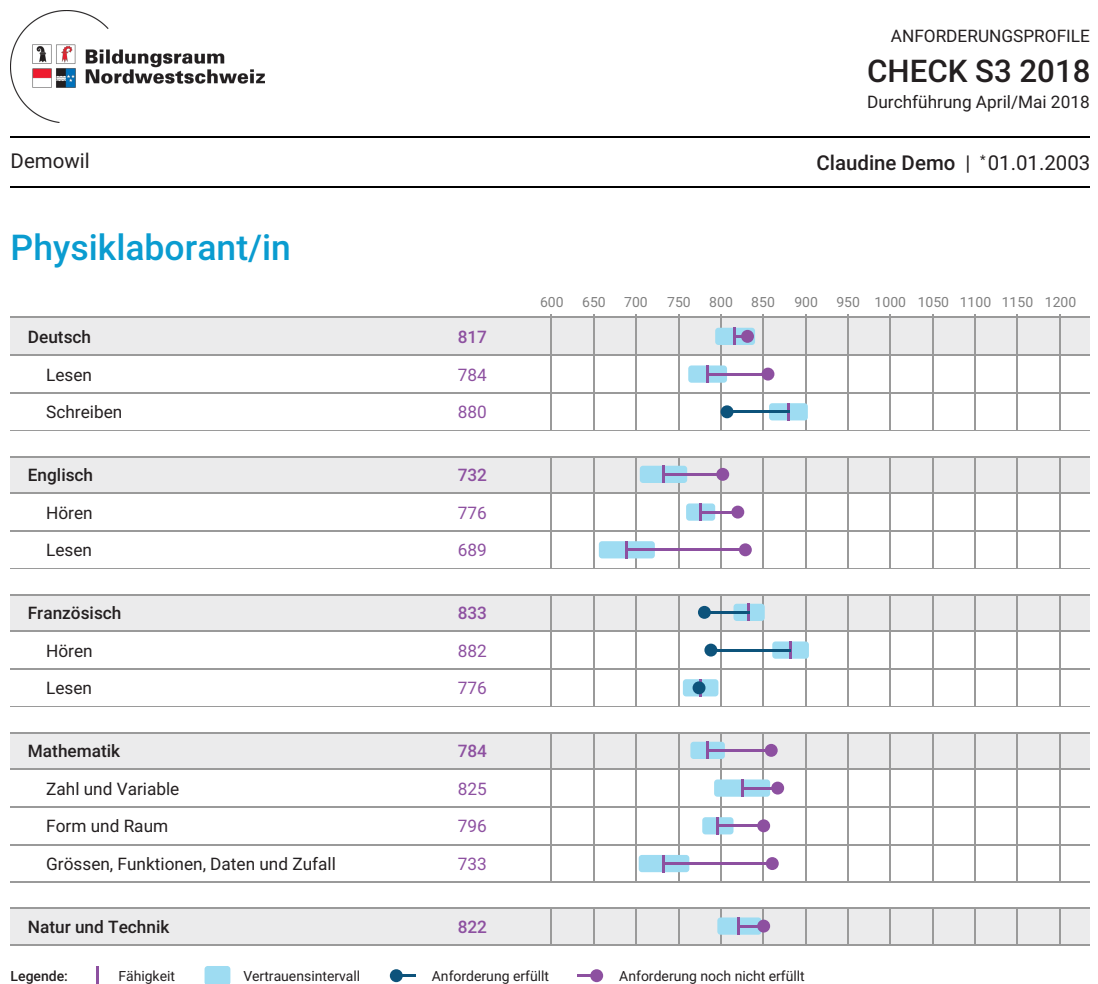 Bildungsraum
Nordwestschweiz
ANFORDERUNGSPROFILE
CHECK S3 2018
Durchführung April/Mai 2018
Demowil
Claudine Demo | *01.01.2003
Physiklaborant/in
600 650 700 750 800 850 900 950 1000 1050 1100 1150 1200
Deutsch 817
Lesen 784
Schreiben 880
Englisch 732
Hören 776
Lesen 689
Französisch 833
Hören 882
Lesen 776
Mathematik 784
Zahl und Variable 825
Form und Raum 796
Grössen, Funktionen, Daten und Zufall 733
Natur und Technik 822
Legende: Fähigkeit Vertrauensintervall Anforderung erfüllt Anforderung noch nicht erfüllt